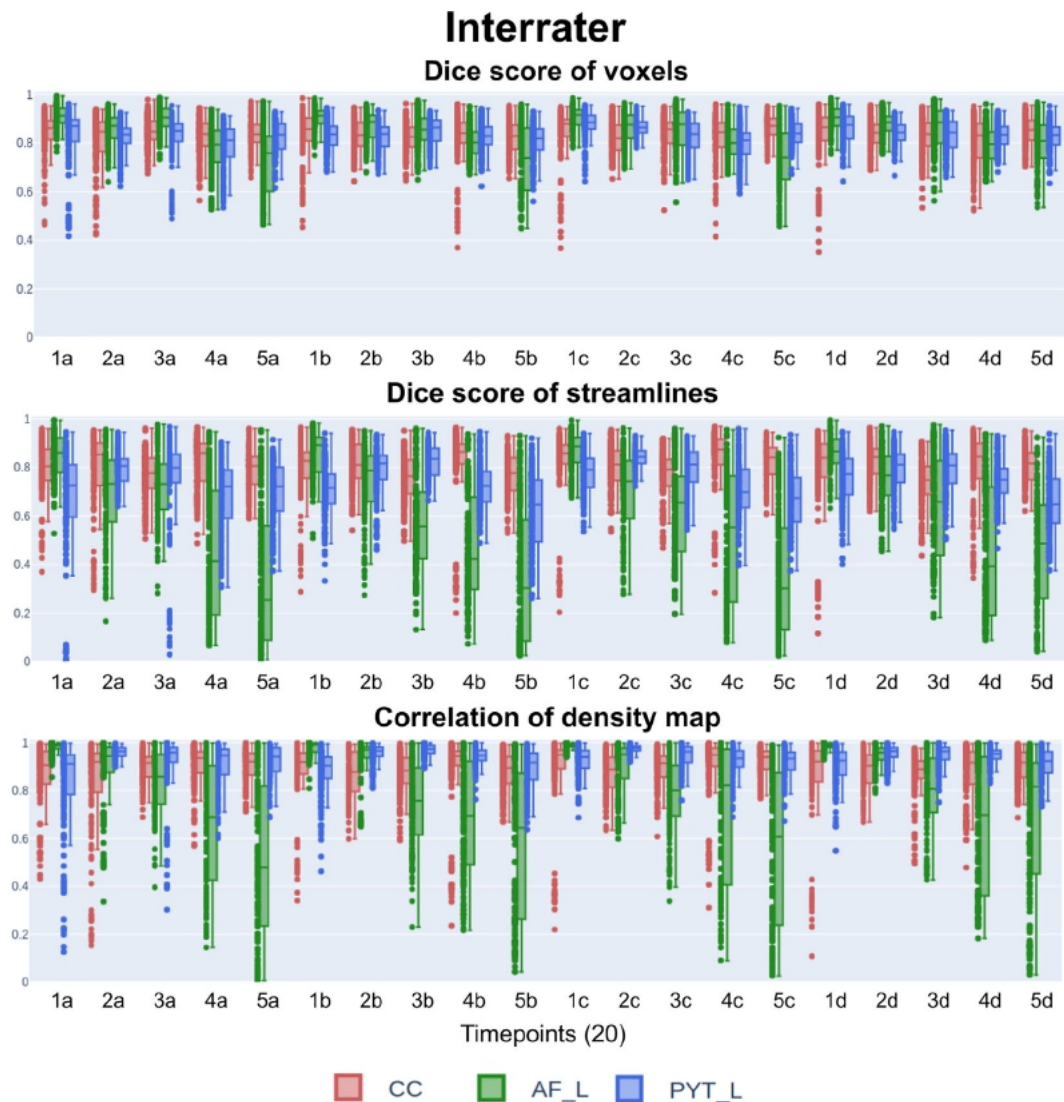 Interrater
Dice score of voxels
1
0.8
0.6
0.4
0.2
0
1a 2a 3a 4a 5a 1b 2b 3b 4b 5b 1c 2c 3c 4c 5c 1d 2d 3d 4d 5d
Dice score of streamlines
1
0.8
0.6
0.4
0.2
0
1a 2a 3a 4a 5a 1b 2b 3b 4b 5b 1c 2c 3c 4c 5c 1d 2d 3d 4d 5d
Correlation of density map
1
0.8
0.6
0.4
0.2
0
1a 2a 3a 4a 5a 1b 2b 3b 4b 5b 1c 2c 3c 4c 5c 1d 2d 3d 4d 5d
Timepoints (20)
CC AF_L PYT_L